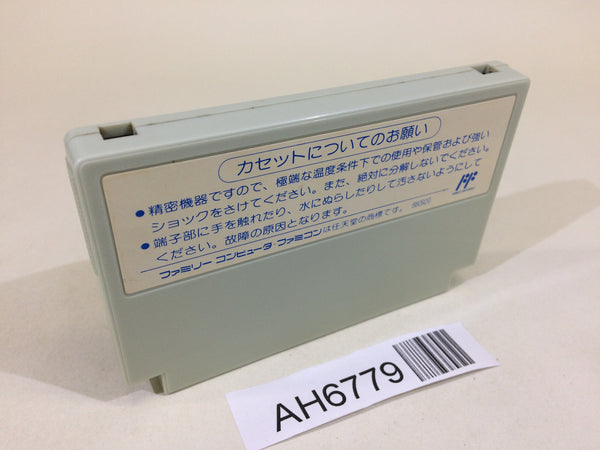 カセットについてのお願い
●精密機器ですので、極端な温度条件下での使用や保管および強い
ショックをさけてください。また、絶対に分解しないでください。
●端子部に手を触れたり、水にぬらしたりして汚さないようにして
ください。故障の原因となります。
ファミリー コンピュータ・ファミコンは任天堂の商標です。
AH6779